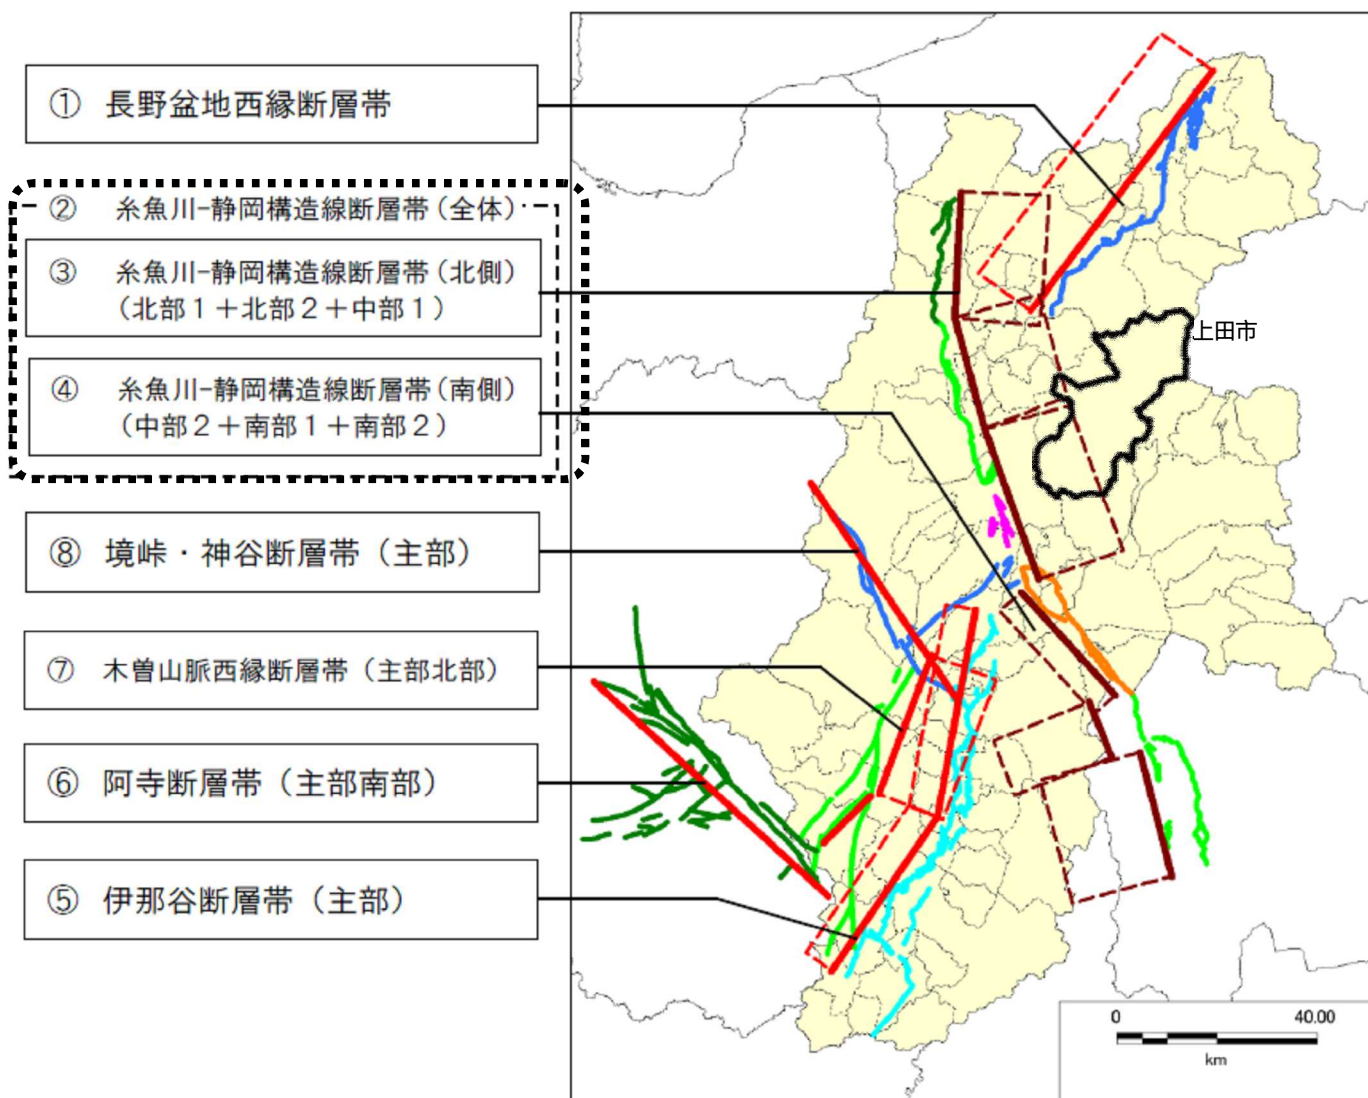 ① 長野盆地西縁断層帯
② 糸魚川-静岡構造線断層帯(全体)
③ 糸魚川-静岡構造線断層帯(北側)
(北部1+北部2+中部1)
④ 糸魚川-静岡構造線断層帯(南側)
(中部2+南部1+南部2)
⑧ 境峠・神谷断層帯(主部)
⑦ 木曽山脈西縁断層帯(主部北部)
⑥ 阿寺断層帯(主部南部)
⑤ 伊那谷断層帯(主部)
上田市
0 40.00
km